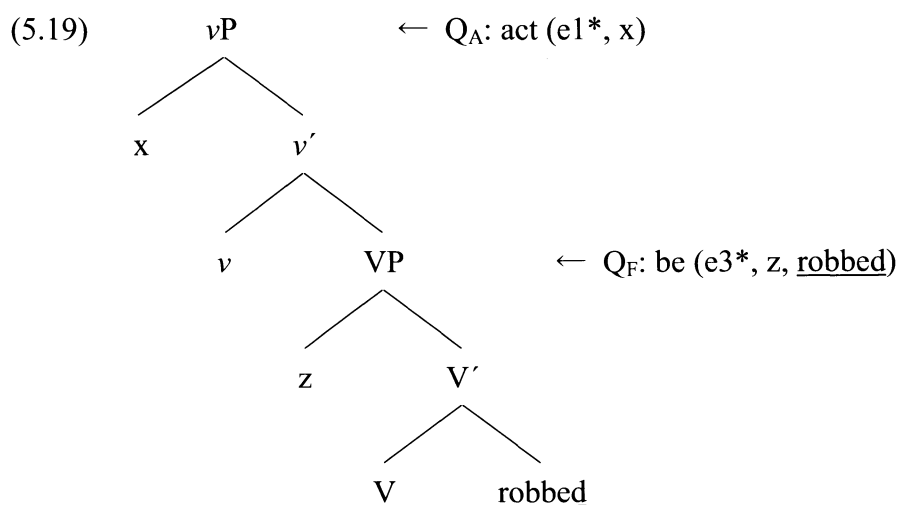 (5.19) vP ← Q_A: act (e1*, x)
x v´
v VP ← Q_F: be (e3*, z, robbed)
z V´
V robbed